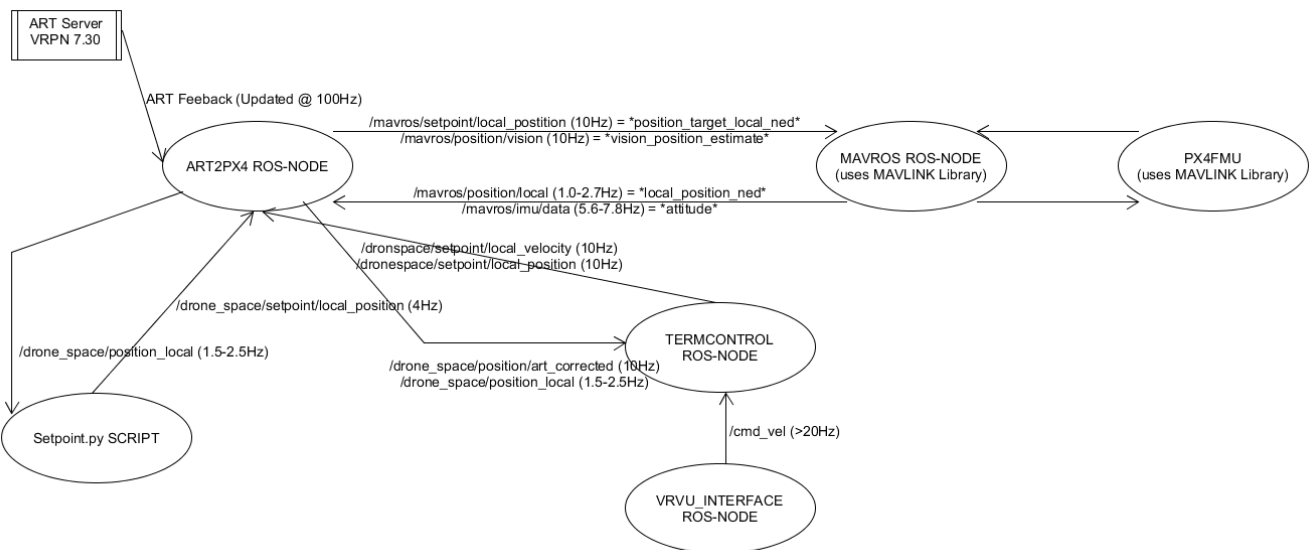 ART Server
VRPN 7.30
ART Feeback (Updated @ 100Hz)
/mavros/setpoint/local_postition (10Hz) = *position_target_local_ned*
/mavros/position/vision (10Hz) = *vision_position_estimate*
ART2PX4 ROS-NODE
MAVROS ROS-NODE
(uses MAVLINK Library)
PX4FMU
(uses MAVLINK Library)
/mavros/position/local (1.0-2.7Hz) = *local_position_ned*
/mavros/imu/data (5.6-7.8Hz) = *attitude*
/dronspace/setpoint/local_velocity (10Hz)
/dronespace/setpoint/local_position (10Hz)
/drone_space/setpoint/local_position (4Hz)
/drone_space/position_local (1.5-2.5Hz)
TERMCONTROL
ROS-NODE
/drone_space/position/art_corrected (10Hz)
/drone_space/position_local (1.5-2.5Hz)
Setpoint.py SCRIPT
/cmd_vel (>20Hz)
VRVU_INTERFACE
ROS-NODE